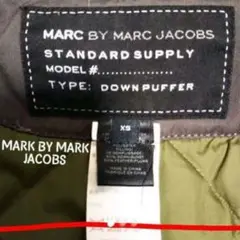 MARC BY MARC JACOBS
STANDARD SUPPLY
MODEL #..................
TYPE: DOWN PUFFER
XS
MARK BY MARK
JACOBS